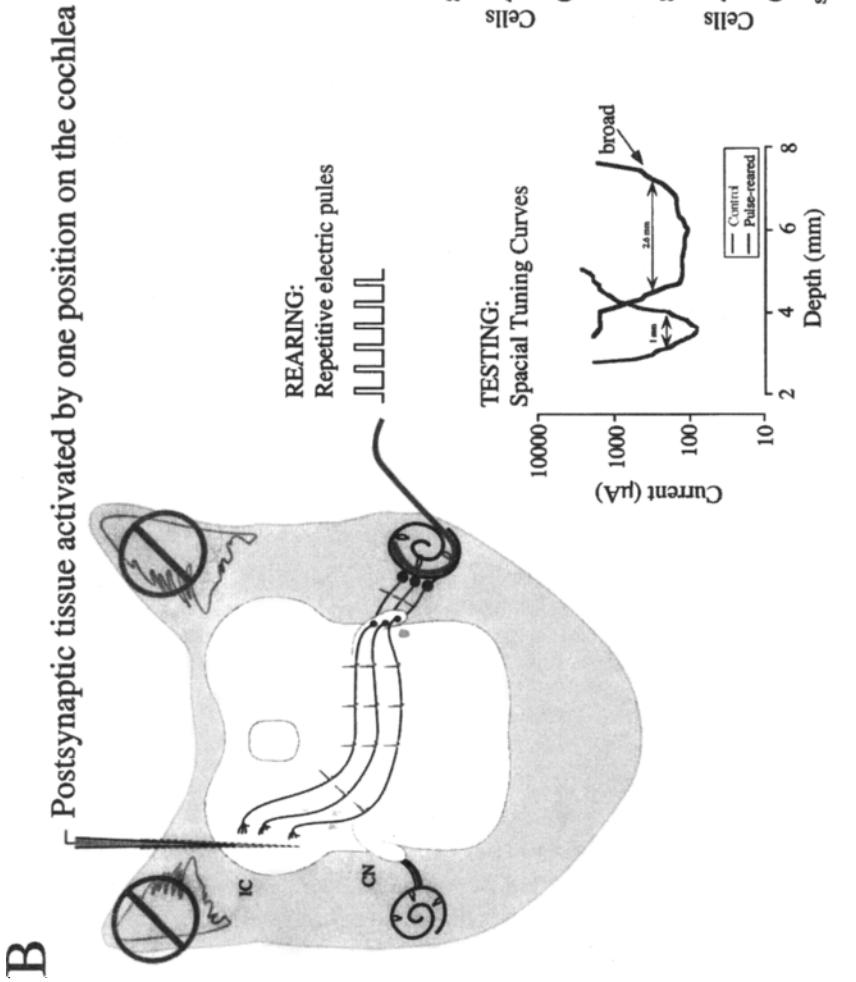 B
Postsynaptic tissue activated by one position on the cochlea
IC
CN
REARING:
Repetitive electric pules
TESTING:
Spacial Tuning Curves
broad
2.6 mm
1 mm
Control
Pulse-reared
10000
1000
100
10
Current (μA)
2
4
6
8
Depth (mm)
Cells
Cells